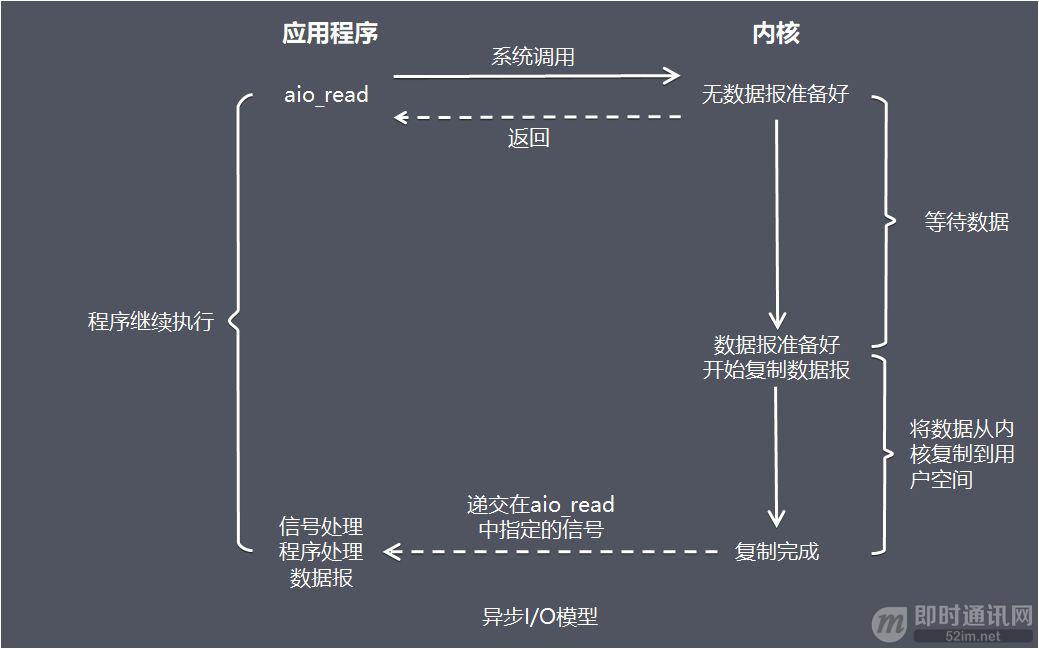 应用程序
内核
系统调用
aio_read
无数据报准备好
返回
等待数据
程序继续执行
数据报准备好
开始复制数据报
将数据从内
核复制到用
户空间
递交在aio_read
中指定的信号
信号处理
程序处理
数据报
复制完成
异步I/O模型
m
即时通讯网
52im.net